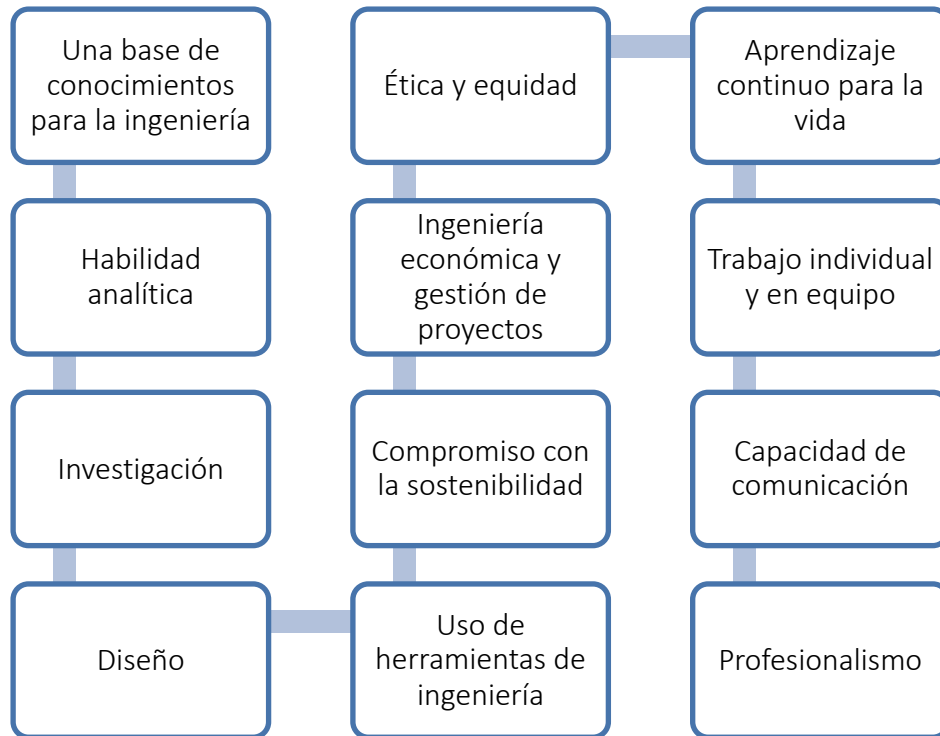 Una base de
conocimientos
para la ingeniería
Habilidad
analítica
Investigación
Diseño
Uso de
herramientas de
ingeniería
Compromiso con
la sostenibilidad
Ingeniería
económica y
gestión de
proyectos
Ética y equidad
Aprendizaje
continuo para la
vida
Trabajo individual
y en equipo
Capacidad de
comunicación
Profesionalismo